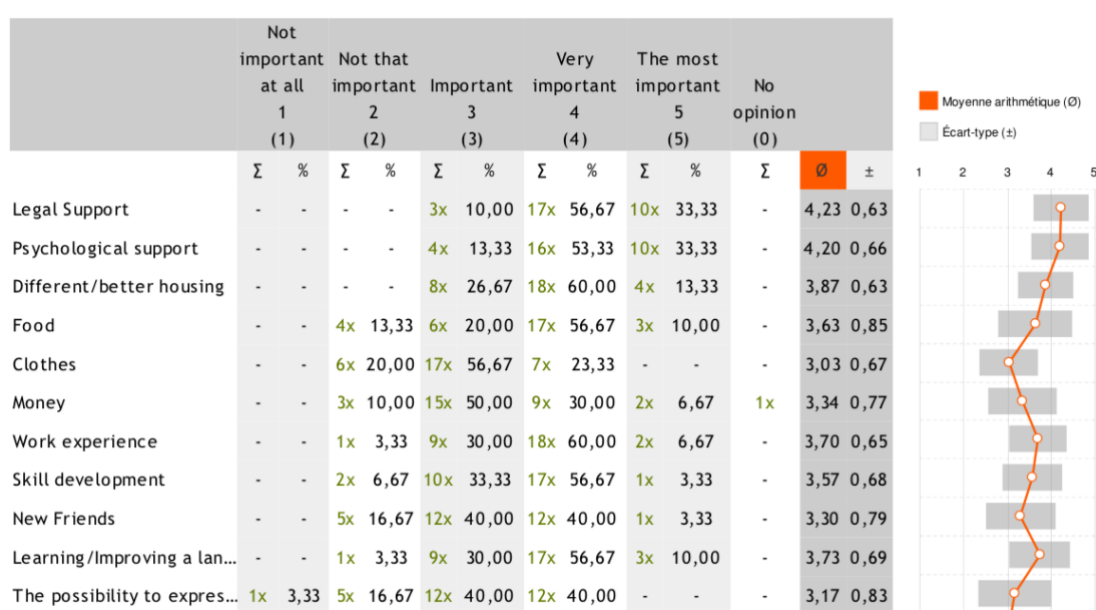 Not
important Not that Very The most
at all important Important important important No
1 2 3 4 5 opinion
(1) (2) (3) (4) (5) (0)
Σ % Σ % Σ % Σ % Σ % Σ Ø ±
Legal Support - - - - 3x 10,00 17x 56,67 10x 33,33 - 4,23 0,63
Psychological support - - - - 4x 13,33 16x 53,33 10x 33,33 - 4,20 0,66
Different/better housing - - - - 8x 26,67 18x 60,00 4x 13,33 - 3,87 0,63
Food - - 4x 13,33 6x 20,00 17x 56,67 3x 10,00 - 3,63 0,85
Clothes - - 6x 20,00 17x 56,67 7x 23,33 - - - 3,03 0,67
Money - - 3x 10,00 15x 50,00 9x 30,00 2x 6,67 1x 3,34 0,77
Work experience - - 1x 3,33 9x 30,00 18x 60,00 2x 6,67 - 3,70 0,65
Skill development - - 2x 6,67 10x 33,33 17x 56,67 1x 3,33 - 3,57 0,68
New Friends - - 5x 16,67 12x 40,00 12x 40,00 1x 3,33 - 3,30 0,79
Learning/Improving a lan... - - 1x 3,33 9x 30,00 17x 56,67 3x 10,00 - 3,73 0,69
The possibility to expres... 1x 3,33 5x 16,67 12x 40,00 12x 40,00 - - - 3,17 0,83
Moyenne arithmétique (Ø)
Écart-type (±)
1 2 3 4 5